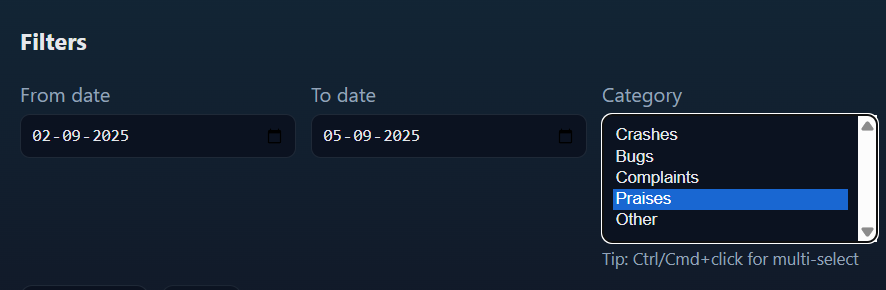 Filters
From date
To date
Category
02-09-2025
05-09-2025
Crashes
Bugs
Complaints
Praises
Other
Tip: Ctrl/Cmd+click for multi-select